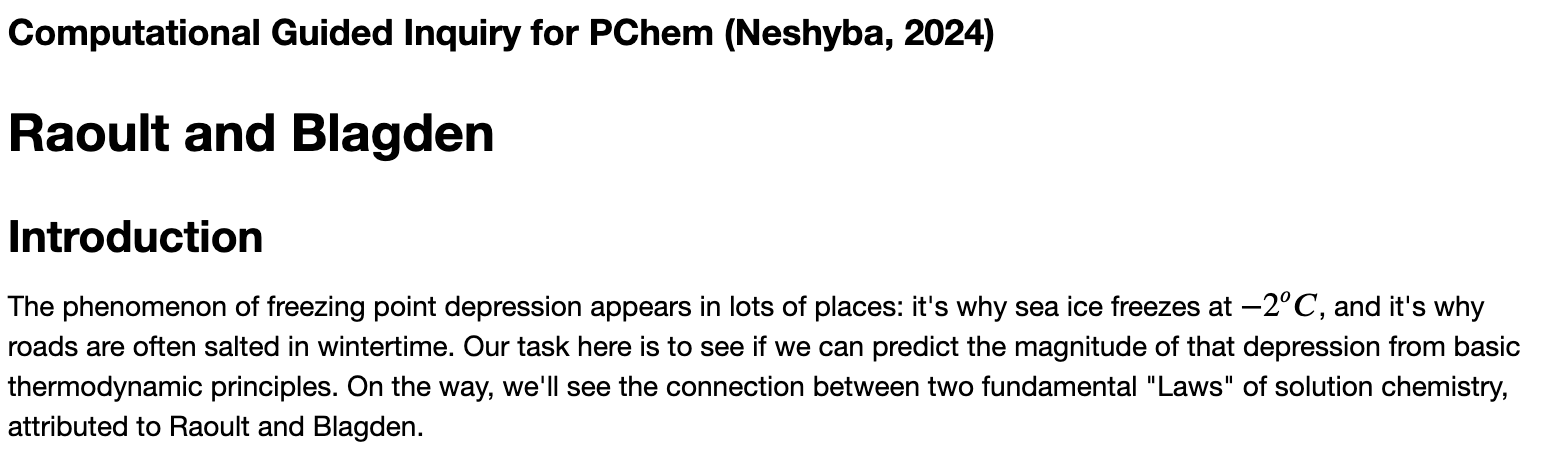 Computational Guided Inquiry for PChem (Neshyba, 2024)
Raoult and Blagden
Introduction
The phenomenon of freezing point depression appears in lots of places: it's why sea ice freezes at −2°C, and it's why
roads are often salted in wintertime. Our task here is to see if we can predict the magnitude of that depression from basic
thermodynamic principles. On the way, we'll see the connection between two fundamental "Laws" of solution chemistry,
attributed to Raoult and Blagden.